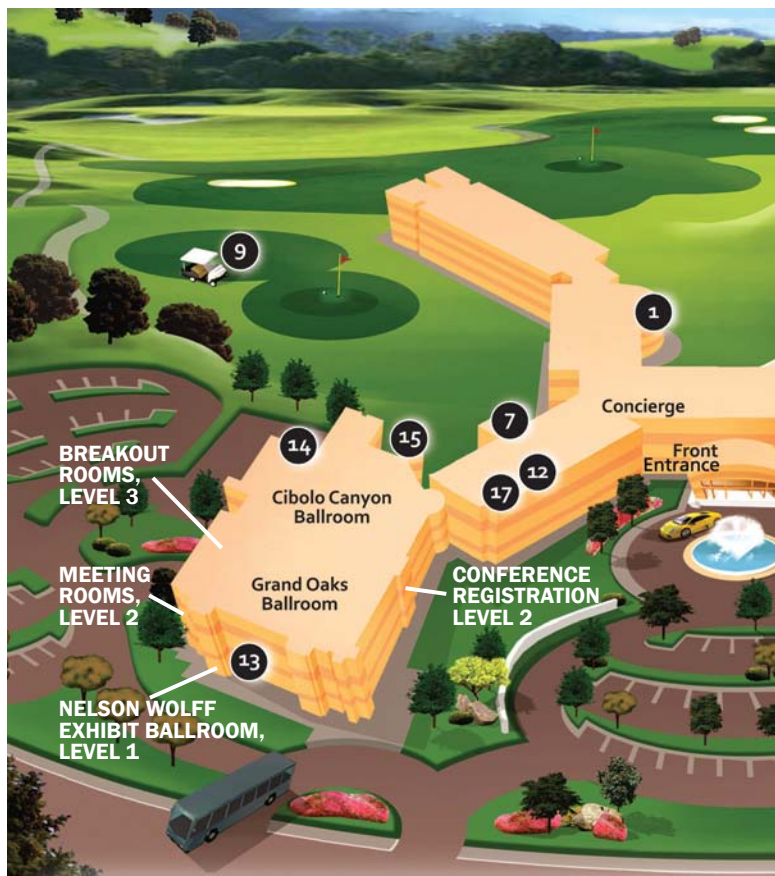 9
1
7
Concierge
14
15
Front
Entrance
BREAKOUT
ROOMS,
LEVEL 3
12
17
Cibolo Canyon
Ballroom
MEETING
ROOMS,
LEVEL 2
Grand Oaks
Ballroom
CONFERENCE
REGISTRATION
LEVEL 2
13
NELSON WOLFF
EXHIBIT BALLROOM,
LEVEL 1